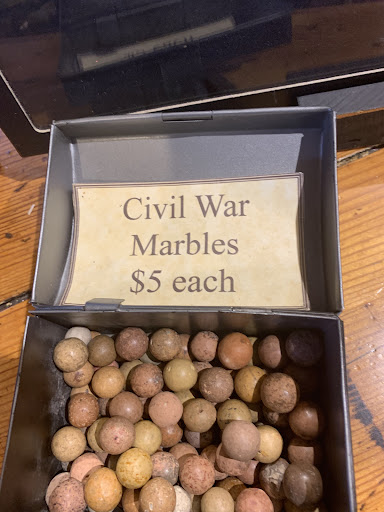 Civil War
Marbles
$5 each